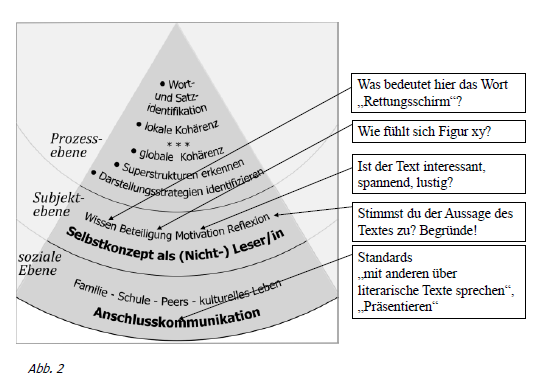 • Wort-
und Satz-
identifikation
• lokale Kohärenz
* * *
• globale Kohärenz
• Superstrukturen erkennen
• Darstellungsstrategien identifizieren
Prozess-
ebene
Subjekt-
ebene
Wissen Beteiligung Motivation Reflexion
Selbstkonzept als (Nicht-) Leser/in
soziale
Ebene
Familie - Schule - Peers - kulturelles Leben
Anschlusskommunikation
Was bedeutet hier das Wort
„Rettungsschirm“?
Wie fühlt sich Figur xy?
Ist der Text interessant,
spannend, lustig?
Stimmst du der Aussage des
Textes zu? Begründe!
Standards
„mit anderen über
literarische Texte sprechen“,
„Präsentieren“
Abb. 2